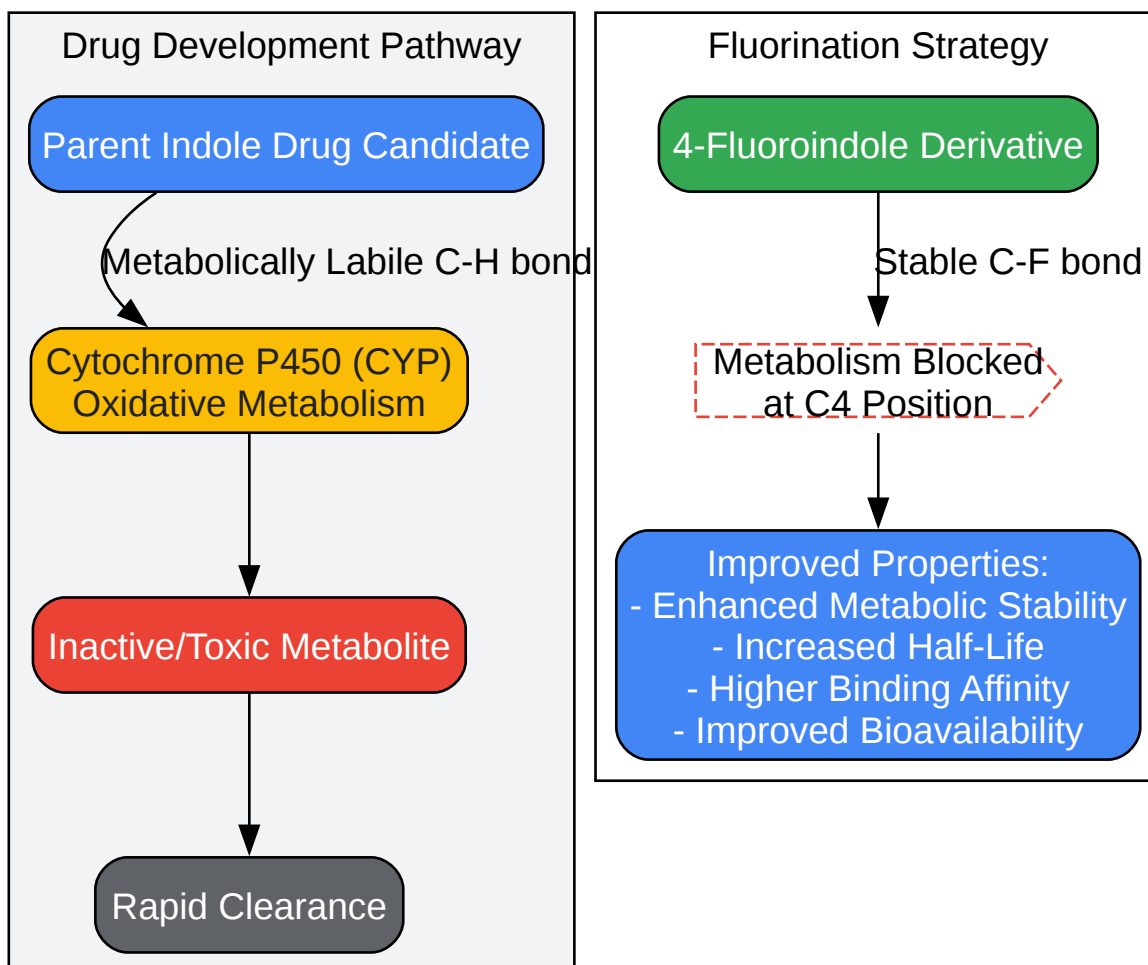 Drug Development Pathway
Parent Indole Drug Candidate
Metabolically Labile C-H bond
Cytochrome P450 (CYP)
Oxidative Metabolism
Inactive/Toxic Metabolite
Rapid Clearance
Fluorination Strategy
4-Fluoroindole Derivative
Stable C-F bond
Metabolism Blocked
at C4 Position
Improved Properties:
- Enhanced Metabolic Stability
- Increased Half-Life
- Higher Binding Affinity
- Improved Bioavailability